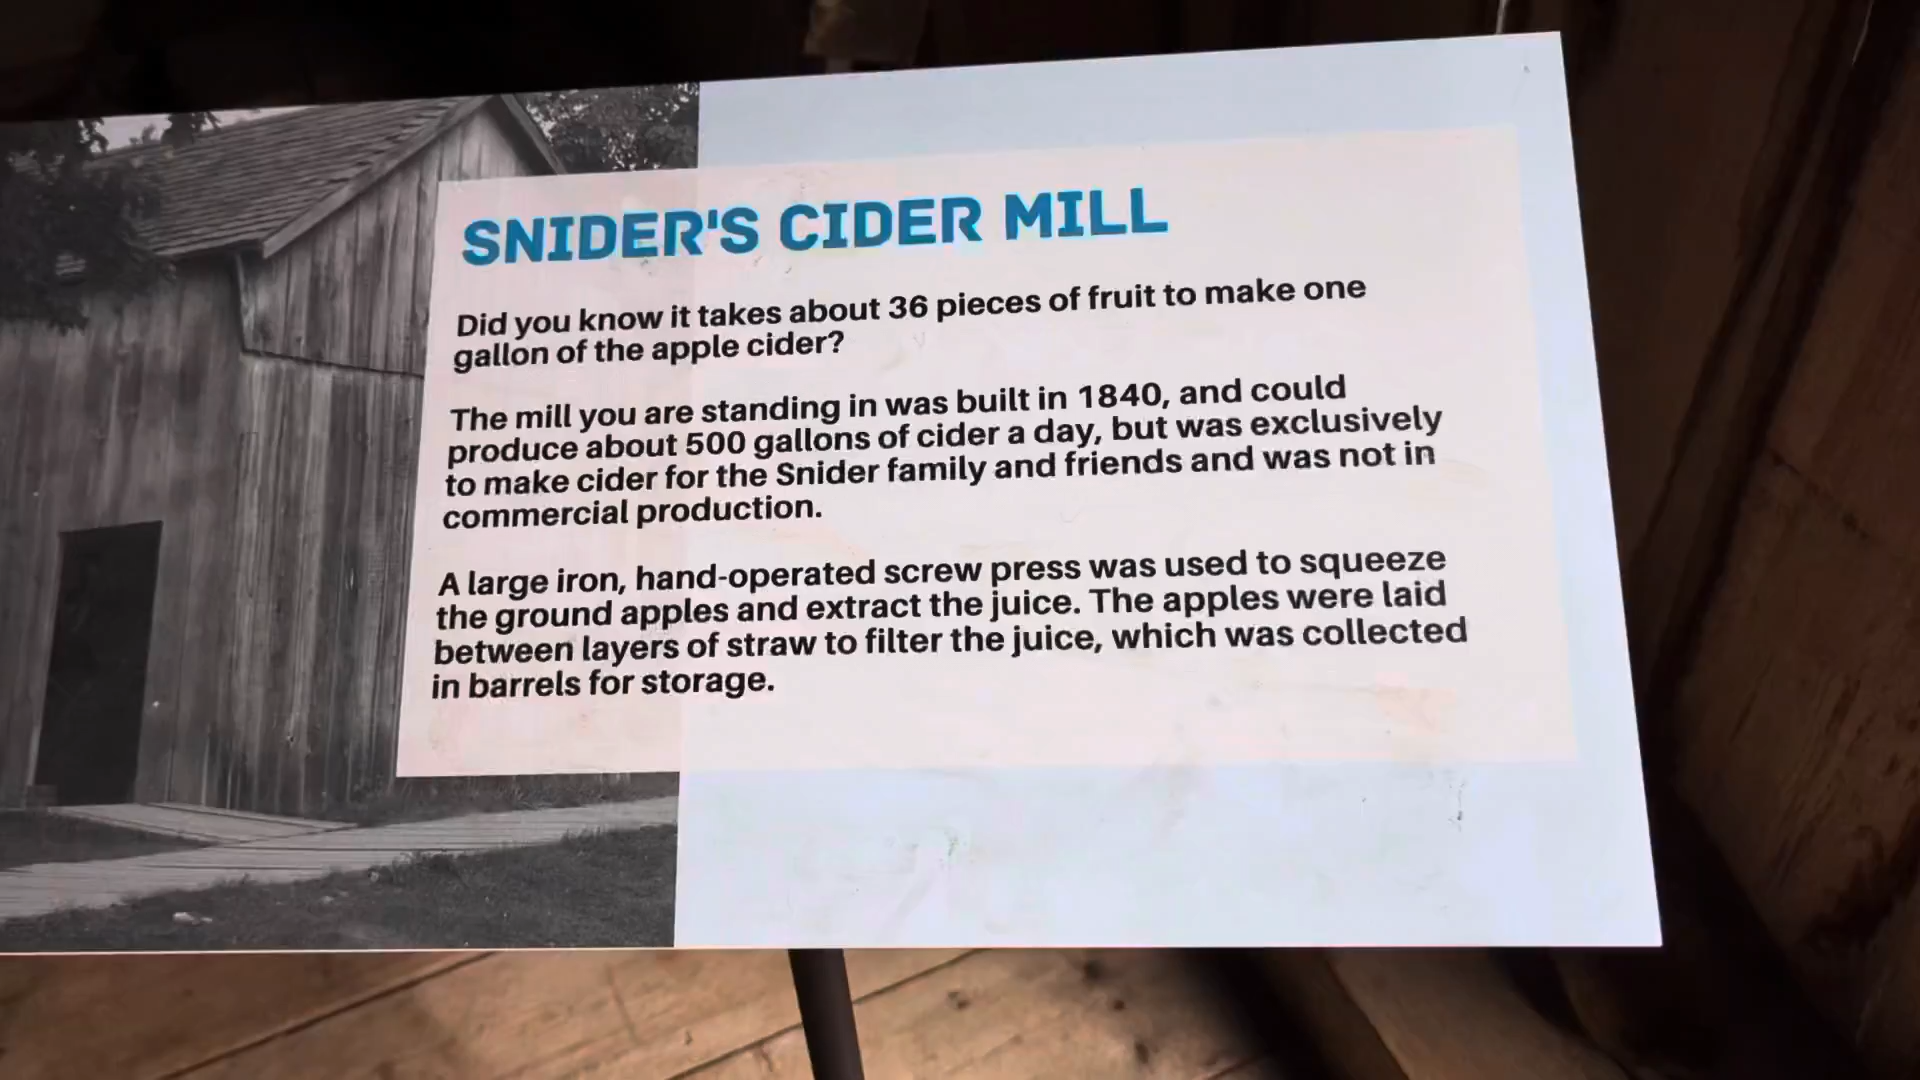 SNIDER'S CIDER MILL
Did you know it takes about 36 pieces of fruit to make one
gallon of the apple cider?
The mill you are standing in was built in 1840, and could
produce about 500 gallons of cider a day, but was exclusively
to make cider for the Snider family and friends and was not in
commercial production.
A large iron, hand-operated screw press was used to squeeze
the ground apples and extract the juice. The apples were laid
between layers of straw to filter the juice, which was collected
in barrels for storage.